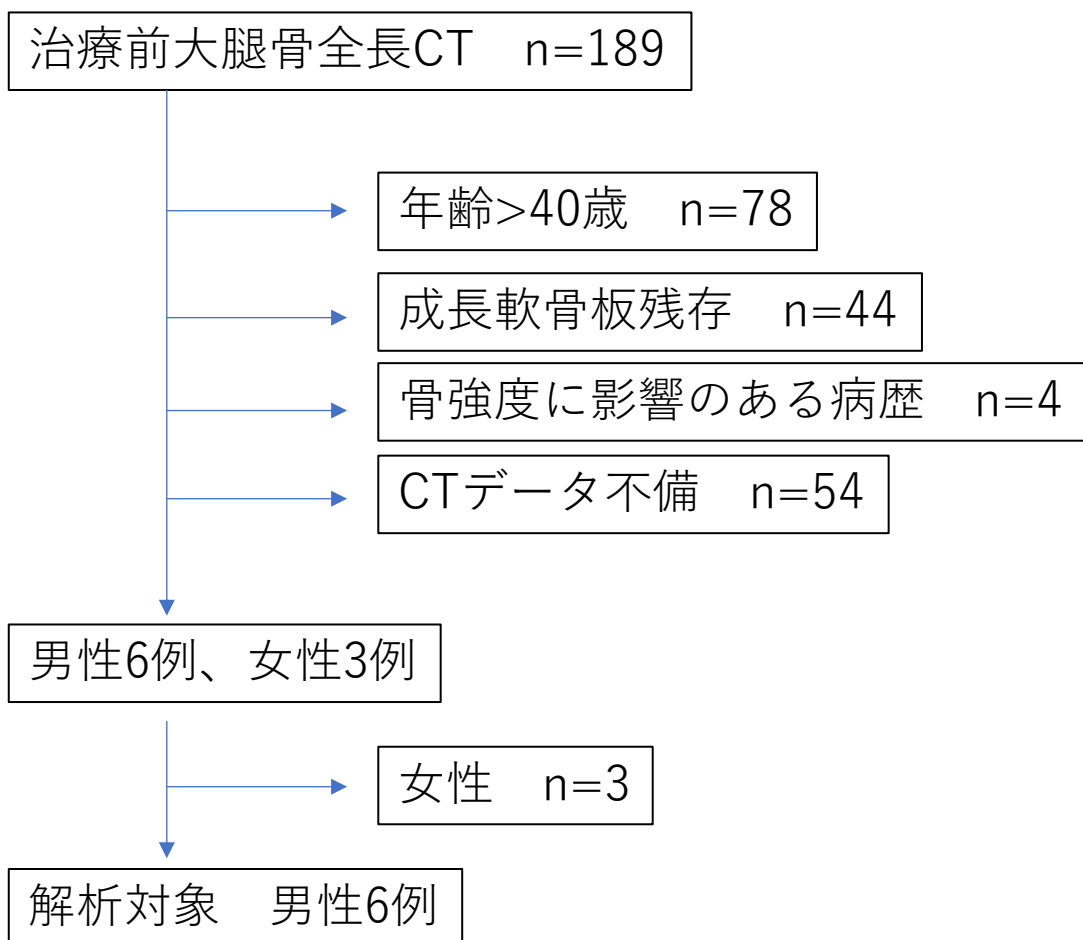 治療前大腿骨全長CT　n=189
年齢>40歳　n=78
成長軟骨板残存　n=44
骨強度に影響のある病歴　n=4
CTデータ不備　n=54
男性6例、女性3例
女性　n=3
解析対象　男性6例